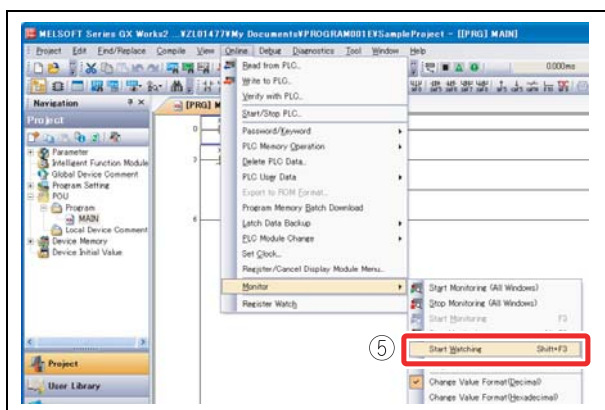 MELSOFT Series GX Works2 ...¥ZL01477¥My Documents¥PROGRAM001E¥SampleProject - [[PRG] MAIN]
Project Edit Find/Replace Compile View Online Debug Diagnostics Tool Window Help
0.000ms
Navigation
[PRG] M
Project
Parameter
Intelligent Function Module
Global Device Comment
Program Setting
POU
Program
MAIN
Local Device Comment
Device Memory
Device Initial Value
Project
User Library
0
3
6
Read from PLC...
Write to PLC...
Verify with PLC...
Start/Stop PLC...
Password/Keyword
PLC Memory Operation
Delete PLC Data...
PLC User Data
Export to ROM Format...
Program Memory Batch Download
Latch Data Backup
PLC Module Change
Set Clock...
Register/Cancel Display Module Menu...
Monitor
Register Watch
Start Monitoring (All Windows)
Stop Monitoring (All Windows)
Start Monitoring F3
⑤
Start Watching Shift+F3
Change Value Format(Decimal)
Change Value Format(Hexadecimal)